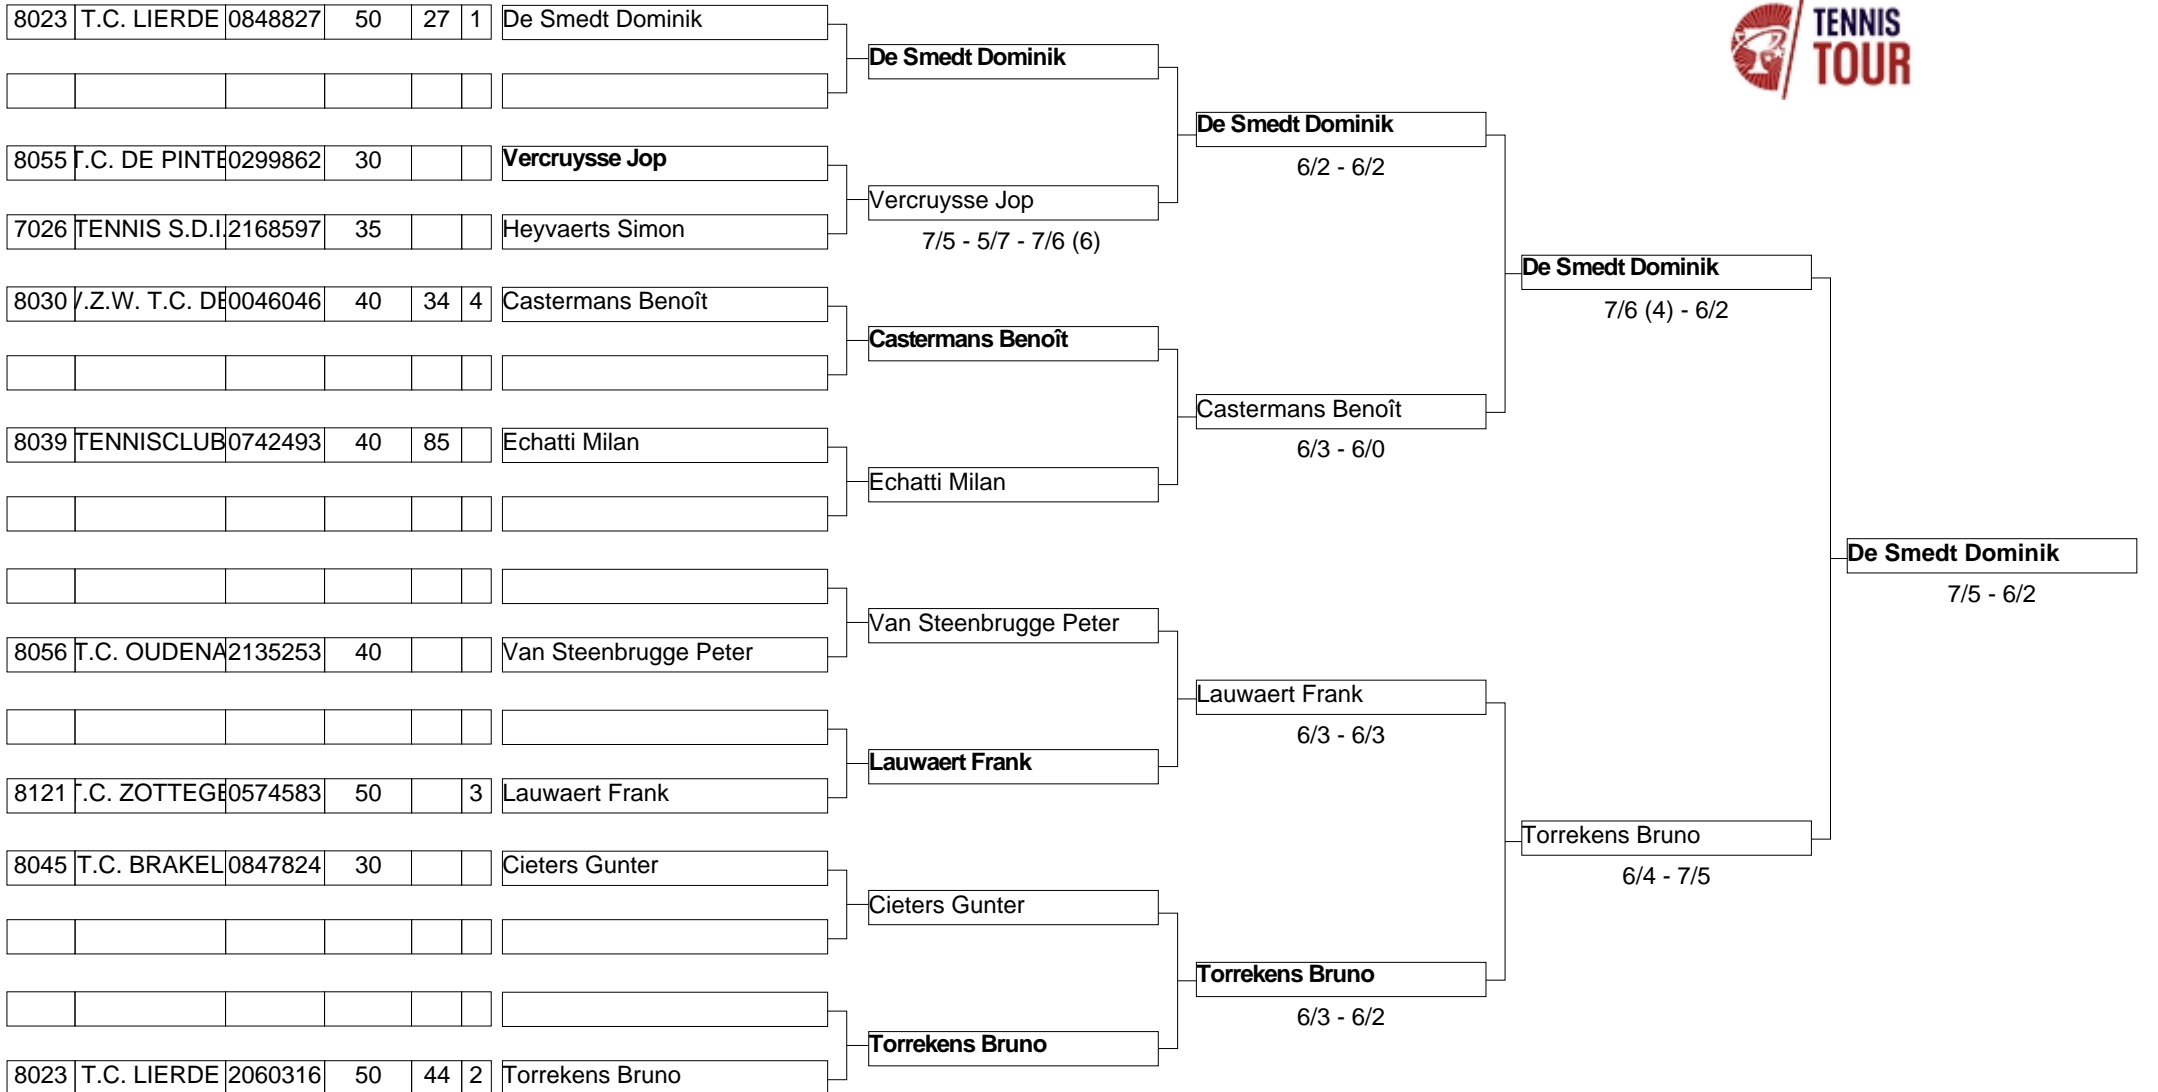 TENNIS
TOUR
8023 T.C. LIERDE 0848827 50 27 1 De Smedt Dominik
De Smedt Dominik
De Smedt Dominik
6/2 - 6/2
8055 T.C. DE PINTE 0299862 30 Vercruysse Jop
Vercruysse Jop
7026 TENNIS S.D.I. 2168597 35 Heyvaerts Simon
7/5 - 5/7 - 7/6 (6)
De Smedt Dominik
7/6 (4) - 6/2
8030 V.Z.W. T.C. DE 0046046 40 34 4 Castermans Benoît
Castermans Benoît
Castermans Benoît
6/3 - 6/0
8039 TENNISCLUB 0742493 40 85 Echatti Milan
Echatti Milan
De Smedt Dominik
7/5 - 6/2
Van Steenbrugge Peter
8056 T.C. OUDENA 2135253 40 Van Steenbrugge Peter
Lauwaert Frank
6/3 - 6/3
Lauwaert Frank
8121 T.C. ZOTTEGE 0574583 50 3 Lauwaert Frank
Torrekens Bruno
6/4 - 7/5
8045 T.C. BRAKEL 0847824 30 Cieters Gunter
Cieters Gunter
Torrekens Bruno
6/3 - 6/2
Torrekens Bruno
8023 T.C. LIERDE 2060316 50 44 2 Torrekens Bruno